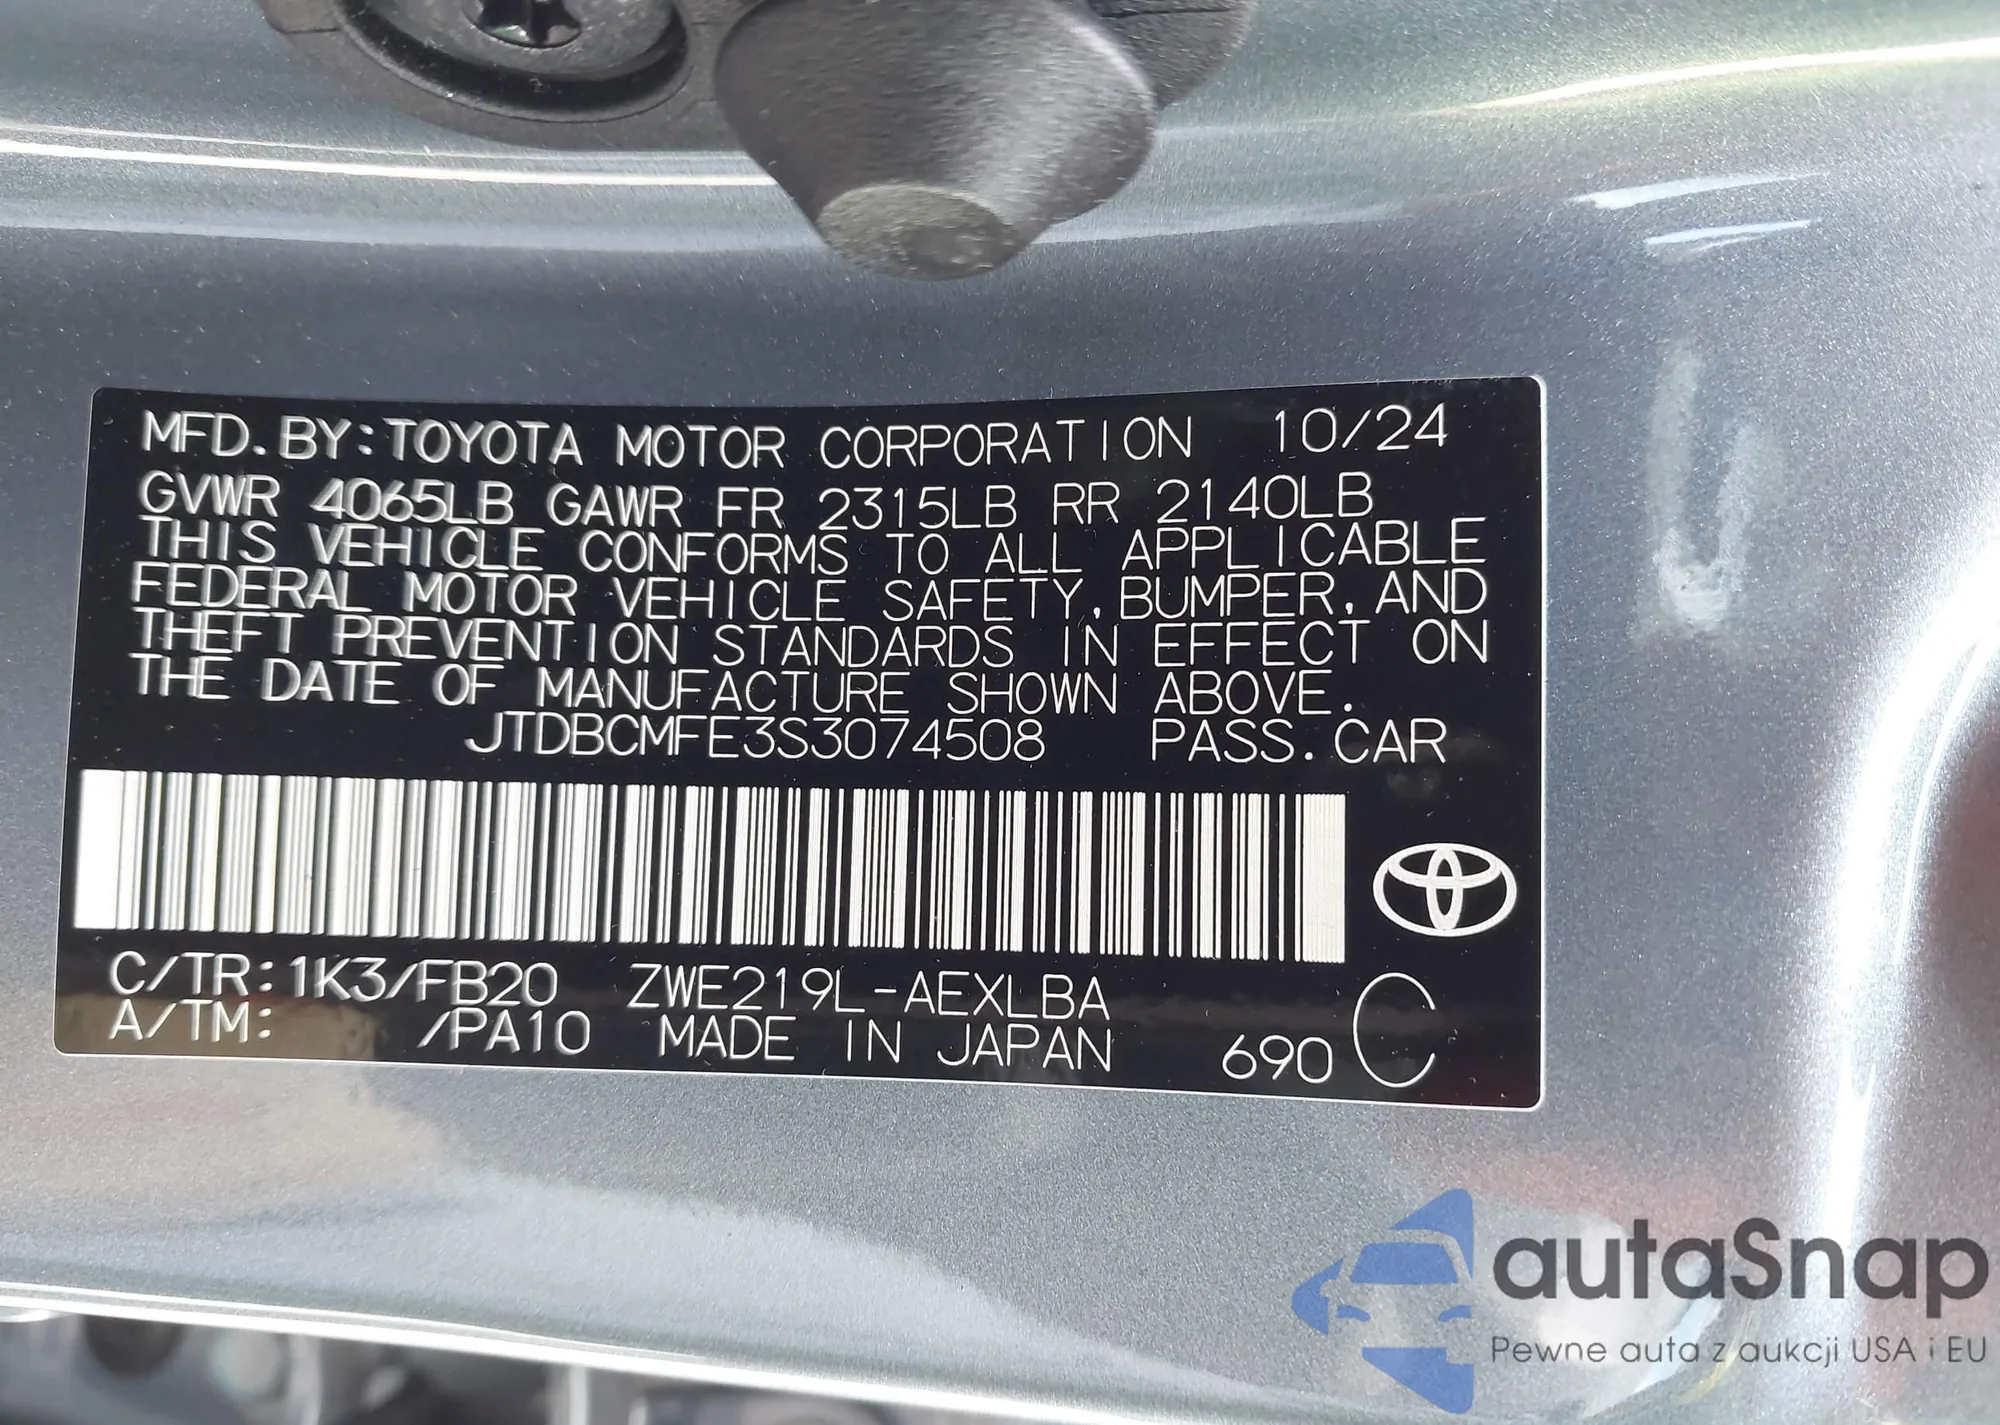 MFD.BY:TOYOTA MOTOR CORPORATION 10/24
GVWR 4065LB GAWR FR 2315LB RR 2140LB
THIS VEHICLE CONFORMS TO ALL APPLICABLE
FEDERAL MOTOR VEHICLE SAFETY, BUMPER, AND
THEFT PREVENTION STANDARDS IN EFFECT ON
THE DATE OF MANUFACTURE SHOWN ABOVE.
JTDBCMFE3S3074508 PASS.CAR
C/TR:1K3/FB20 ZWE219L-AEXLBA
A/TM: /PA10 MADE IN JAPAN 690 C
autaSnap
Pewne auta z aukcji USA i EU